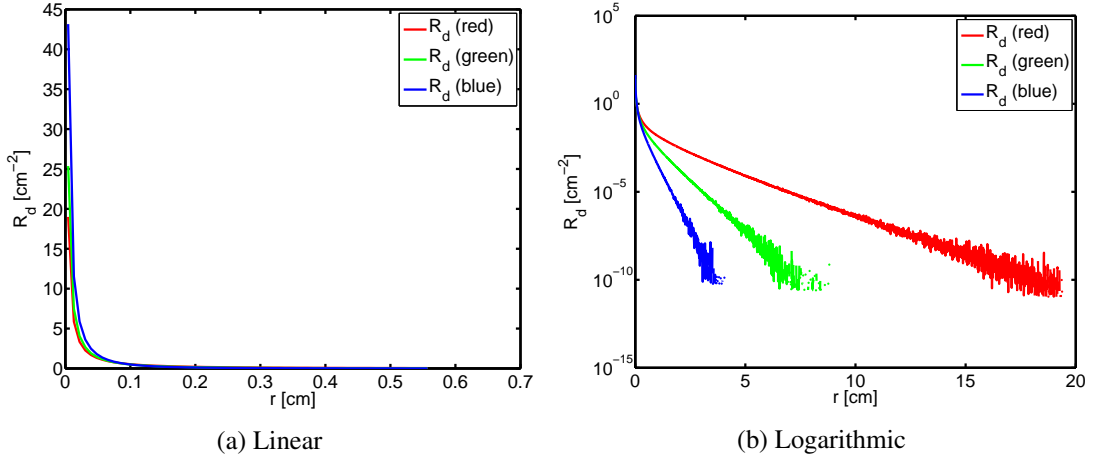 45
40
35
30
25
20
15
10
5
0
R_d [cm^−2]
0 0.1 0.2 0.3 0.4 0.5 0.6 0.7
r [cm]
R_d (red)
R_d (green)
R_d (blue)
(a) Linear
10^5
10^0
10^−5
10^−10
10^−15
R_d [cm^−2]
0 5 10 15 20
r [cm]
R_d (red)
R_d (green)
R_d (blue)
(b) Logarithmic